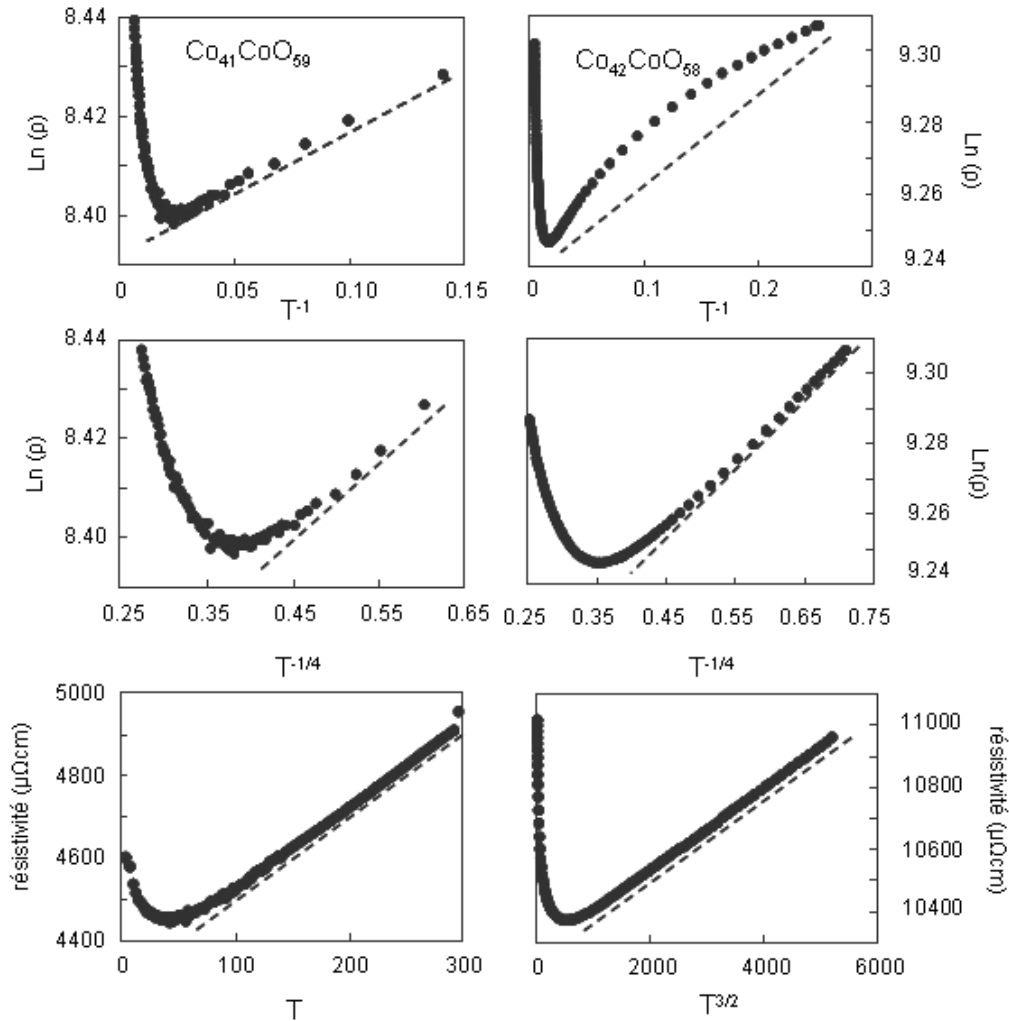 8.44
8.42
8.40
Ln (ρ)
Co₄₁CoO₅₉
0 0.05 0.10 0.15
T⁻¹
Co₄₂CoO₅₈
9.30
9.28
9.26
9.24
Ln (ρ)
0 0.1 0.2 0.3
T⁻¹
8.44
8.42
8.40
Ln (ρ)
0.25 0.35 0.45 0.55 0.65
T⁻¹/⁴
9.30
9.28
9.26
9.24
Ln(ρ)
0.25 0.35 0.45 0.55 0.65 0.75
T⁻¹/⁴
5000
4800
4600
4400
résistivité (µΩcm)
0 100 200 300
T
11000
10800
10600
10400
résistivité (µΩcm)
0 2000 4000 6000
T³/²